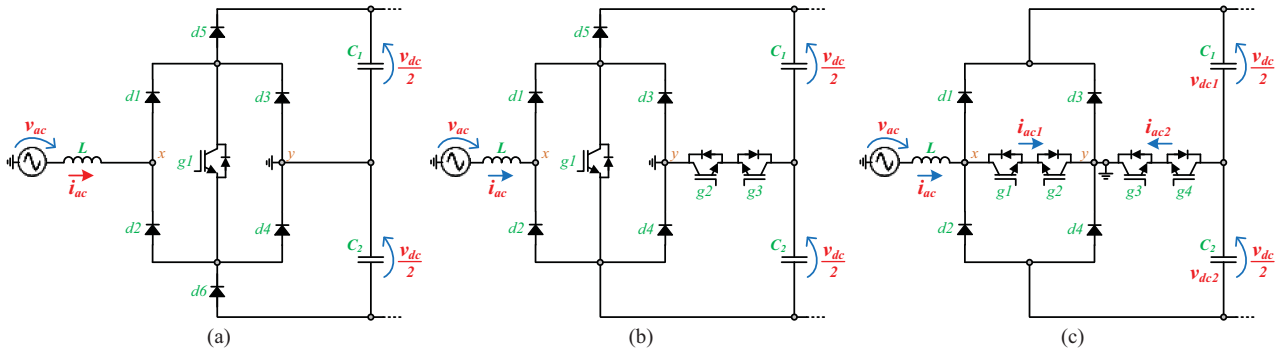 d5
C₁
v_dc/2
d1
d3
v_ac
L
x
g1
y
i_ac
d2
d4
C₂
v_dc/2
d6
(a)
d5
C₁
v_dc/2
d1
d3
v_ac
L
x
g1
y
i_ac
g2
g3
d2
d4
C₂
v_dc/2
(b)
C₁
v_dc/2
v_dc1
d1
d3
v_ac
i_ac1
i_ac2
L
x
y
i_ac
g1
g2
g3
g4
d2
d4
C₂
v_dc/2
v_dc2
(c)